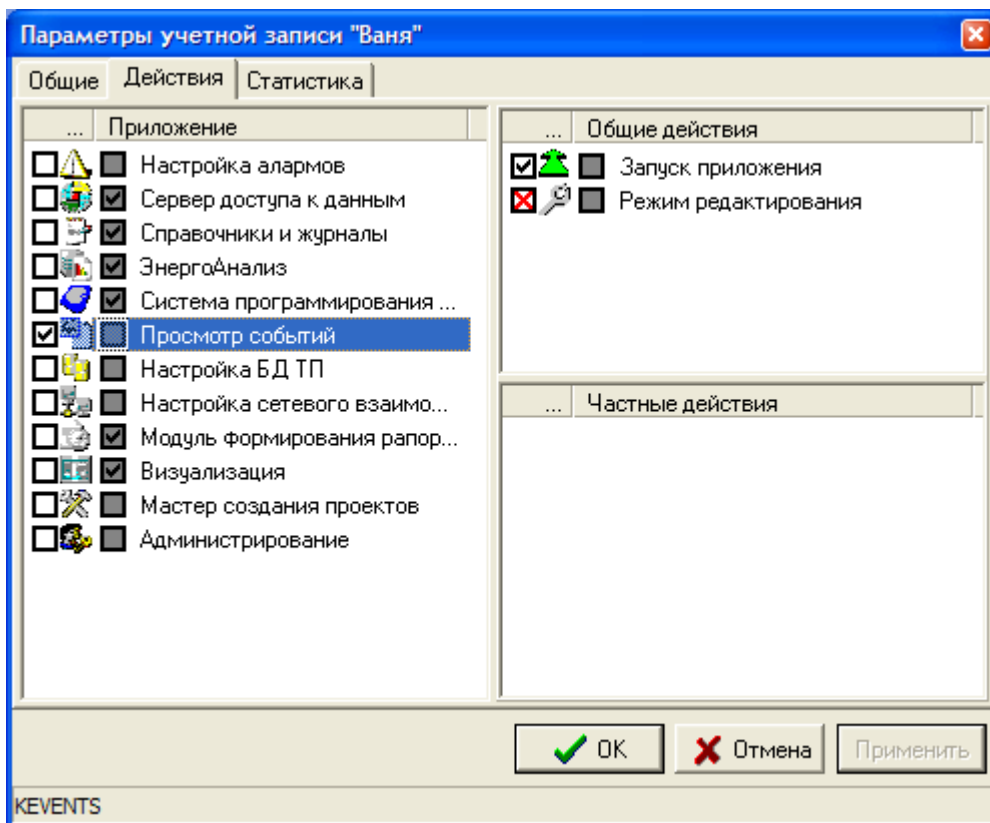 Параметры учетной записи "Ваня"
Общие Действия Статистика
... Приложение
Настройка алармов
Сервер доступа к данным
Справочники и журналы
ЭнергоАнализ
Система программирования ...
Просмотр событий
Настройка БД ТП
Настройка сетевого взаимо...
Модуль формирования рапор...
Визуализация
Мастер создания проектов
Администрирование
... Общие действия
Запуск приложения
Режим редактирования
... Частные действия
OK Отмена Применить
KEVENTS